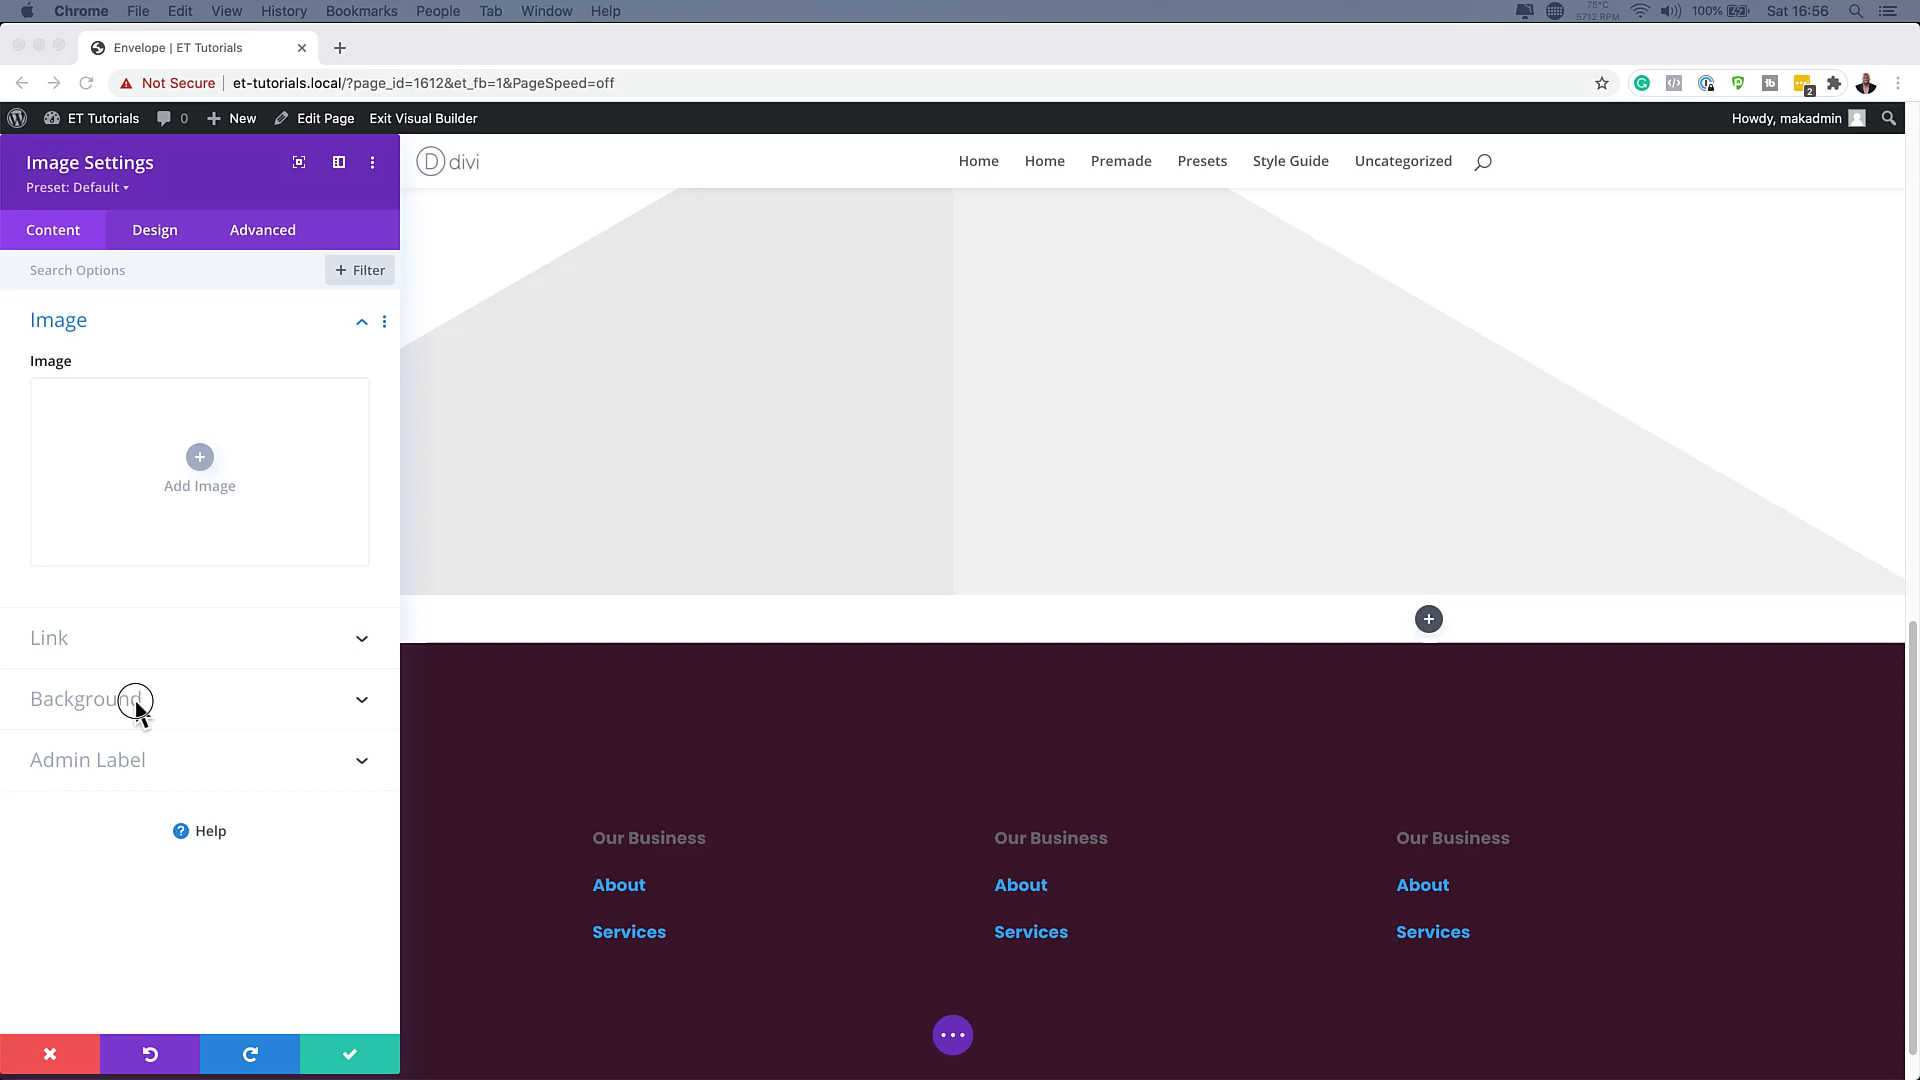 Chrome File Edit View History Bookmarks People Tab Window Help
75°C
5712 RPM
100%
Sat 16:56
Envelope | ET Tutorials
Not Secure
et-tutorials.local/?page_id=1612&et_fb=1&PageSpeed=off
2
ET Tutorials 0 New Edit Page Exit Visual Builder
Howdy, makadmin
Image Settings
Preset: Default
divi
Home Home Premade Presets Style Guide Uncategorized
Content Design Advanced
Search Options
+ Filter
Image
Image
Add Image
Link
Background
Admin Label
Help
Our Business Our Business Our Business
About About About
Services Services Services